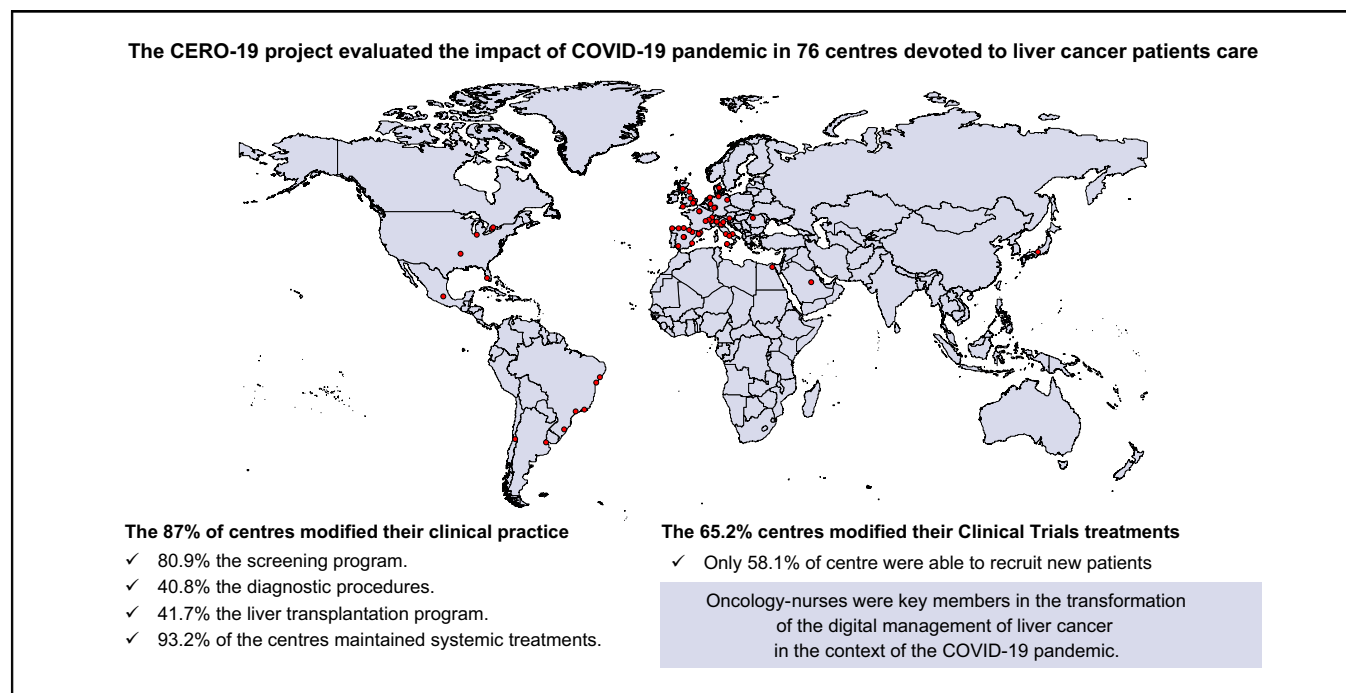 The CERO-19 project evaluated the impact of COVID-19 pandemic in 76 centres devoted to liver cancer patients care
The 87% of centres modified their clinical practice
✓ 80.9% the screening program.
✓ 40.8% the diagnostic procedures.
✓ 41.7% the liver transplantation program.
✓ 93.2% of the centres maintained systemic treatments.
The 65.2% centres modified their Clinical Trials treatments
✓ Only 58.1% of centre were able to recruit new patients
Oncology-nurses were key members in the transformation
of the digital management of liver cancer
in the context of the COVID-19 pandemic.